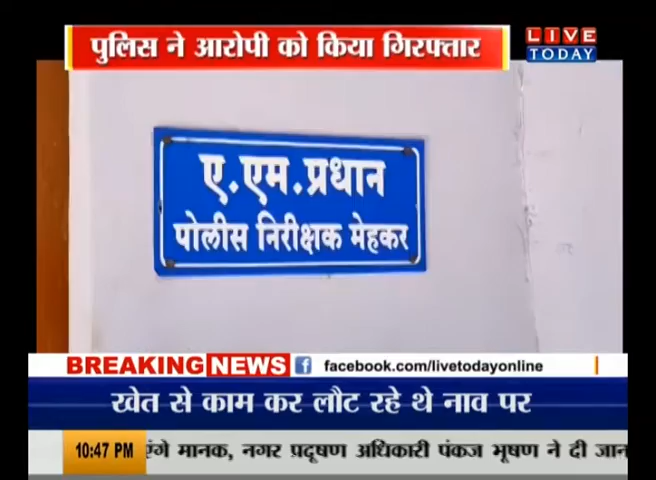 पुलिस ने आरोपी को किया गिरफ्तार
LIVE
TODAY
ए.एम.प्रधान
पोलीस निरीक्षक मेहकर
BREAKING NEWS
facebook.com/livetodayonline
खेत से काम कर लौट रहे थे नाव पर
10:47 PM
एंगे मानक, नगर प्रदूषण अधिकारी पंकज भूषण ने दी जान